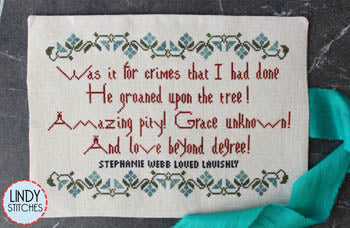 Was it for crimes that I had done
He groaned upon the tree!
Amazing pity! Grace unknown!
And love beyond degree!
STEPHANIE WEBB LOVED LAVISHLY
LINDY
STITCHES